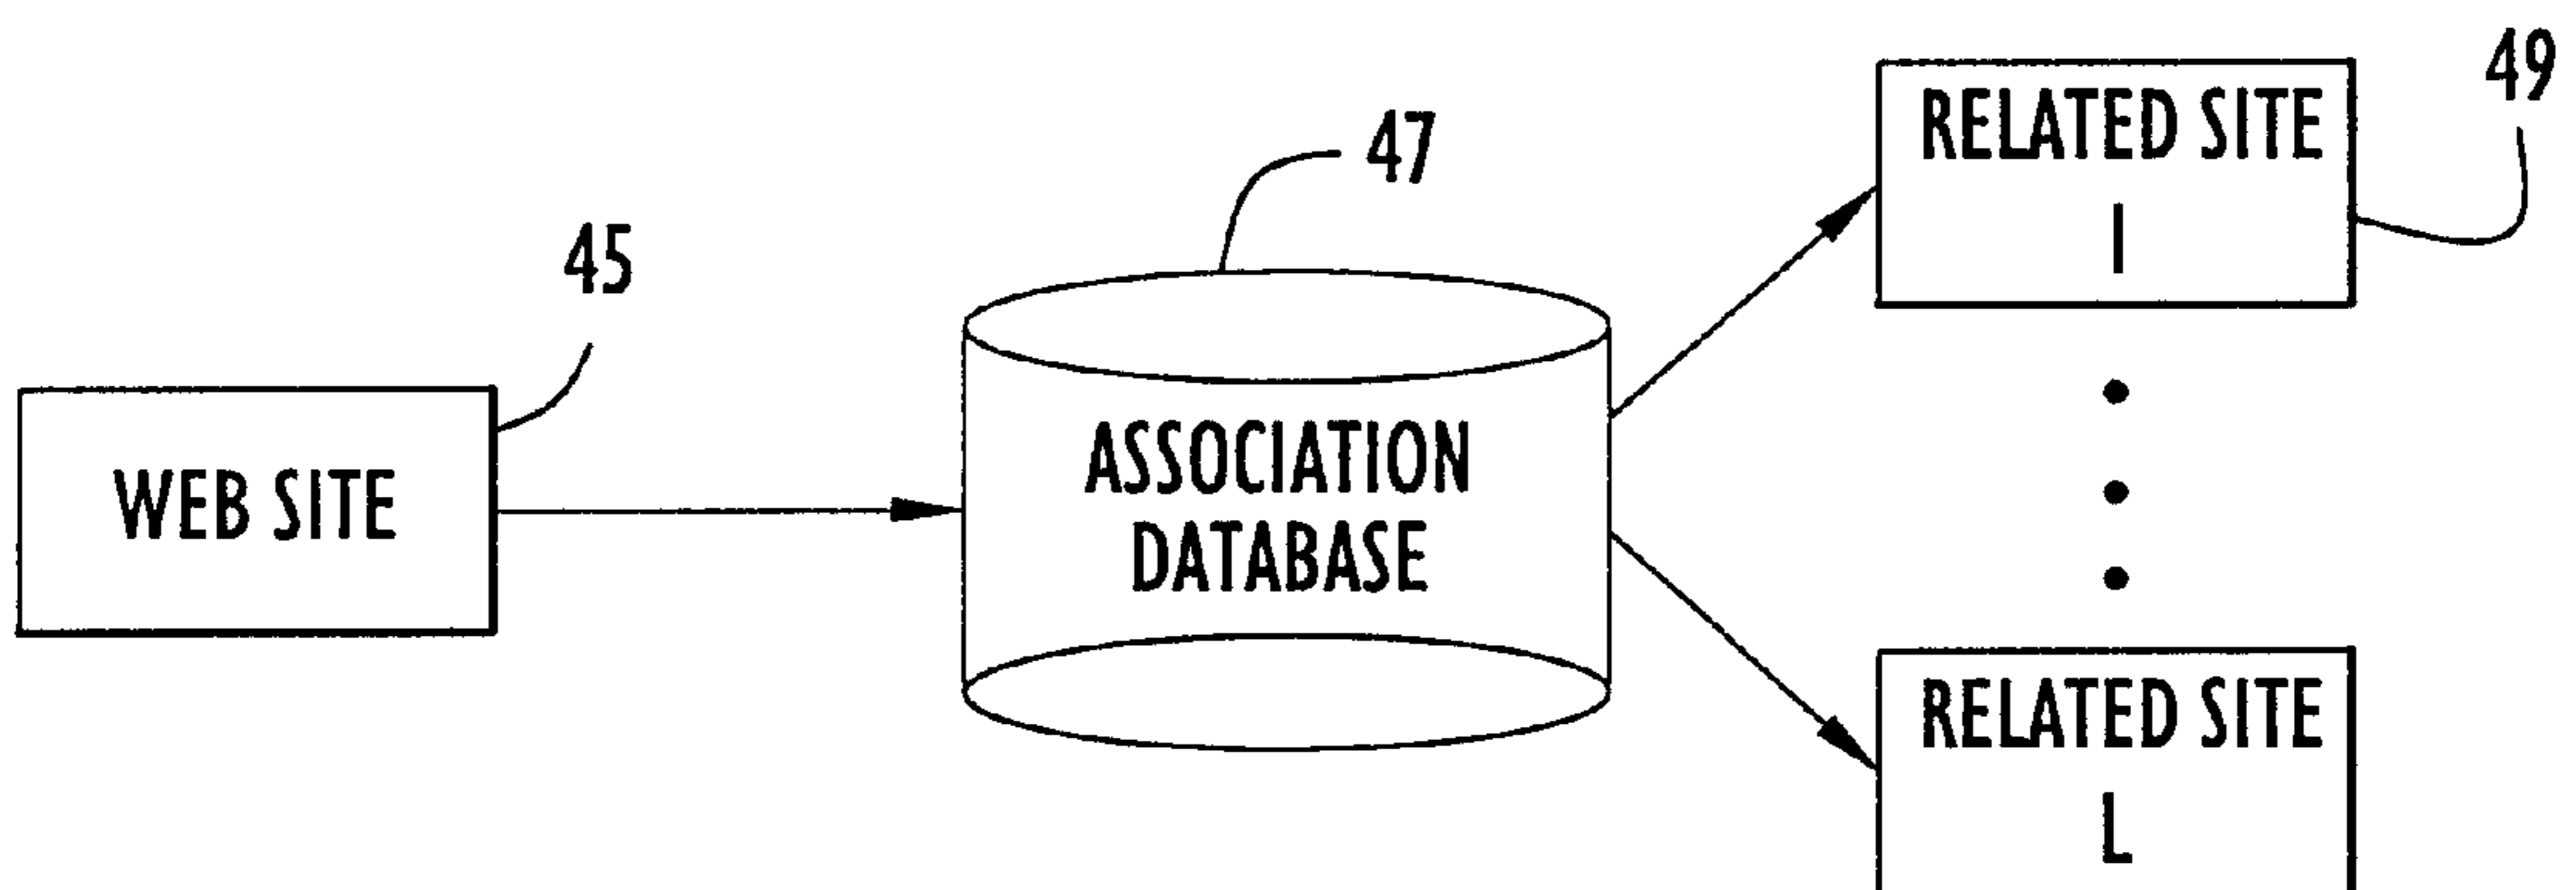 49
RELATED SITE
1
47
45
WEB SITE
ASSOCIATION
DATABASE
RELATED SITE
L